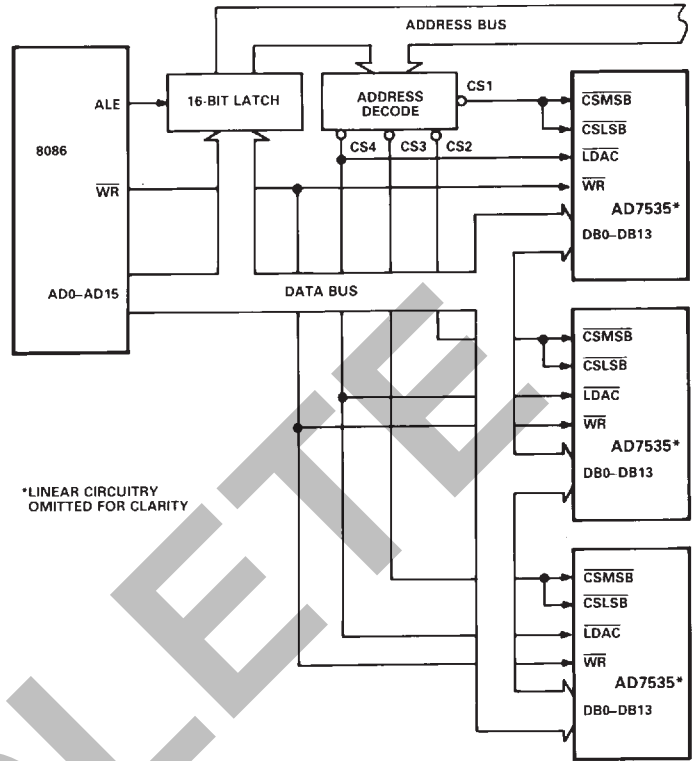 ADDRESS BUS
ALE
16-BIT LATCH
ADDRESS
DECODE
CS1
CS4
CS3
CS2
8086
WR
AD0–AD15
DATA BUS
CSMSB
CSLSB
LDAC
WR
AD7535*
DB0–DB13
CSMSB
CSLSB
LDAC
WR
AD7535*
DB0–DB13
*LINEAR CIRCUITRY
OMITTED FOR CLARITY
CSMSB
CSLSB
LDAC
WR
AD7535*
DB0–DB13
LETE